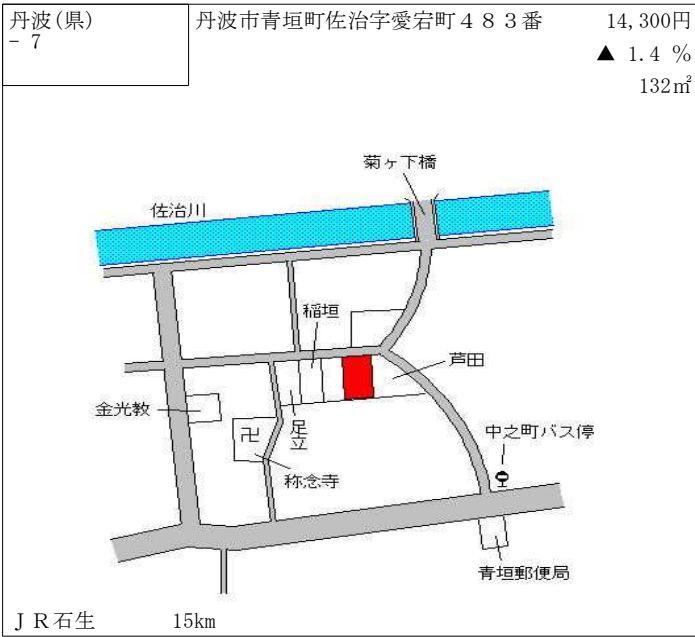 丹波(県)
- 7
丹波市青垣町佐治字愛宕町４８３番
14,300円
▲ 1.4 %
132㎡
菊ヶ下橋
佐治川
稲垣
芦田
金光教
卍
足立
中之町バス停
称念寺
青垣郵便局
ＪＲ石生
15km